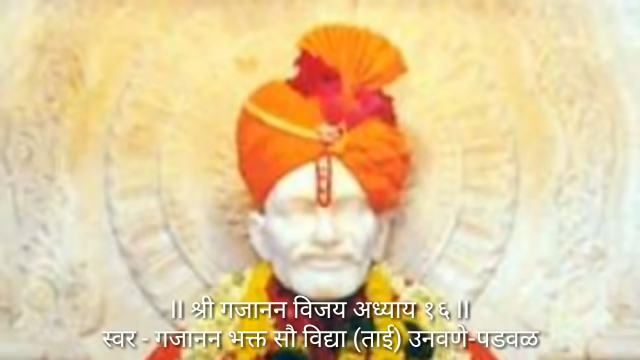 ॥ श्री गजानन विजय अध्याय १६ ॥
स्वर - गजानन भक्त सौ विद्या (ताई) उनवणे-पडवळ